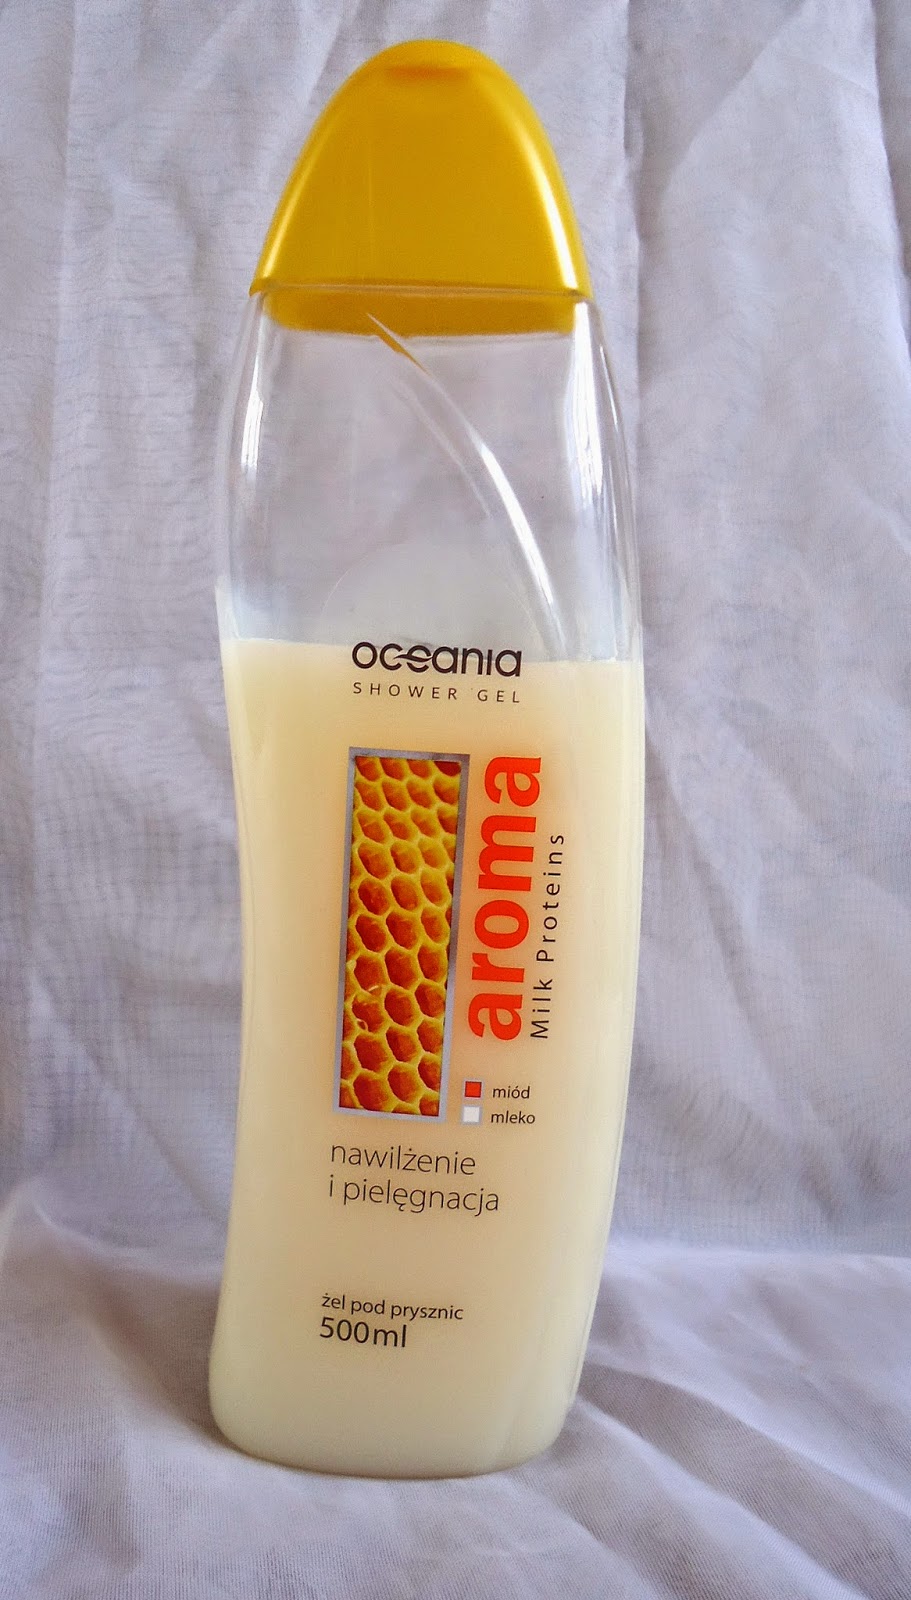 oceania
SHOWER GEL
aroma
Milk Proteins
miód
mleko
nawilżenie
i pielęgnacja
żel pod prysznic
500ml